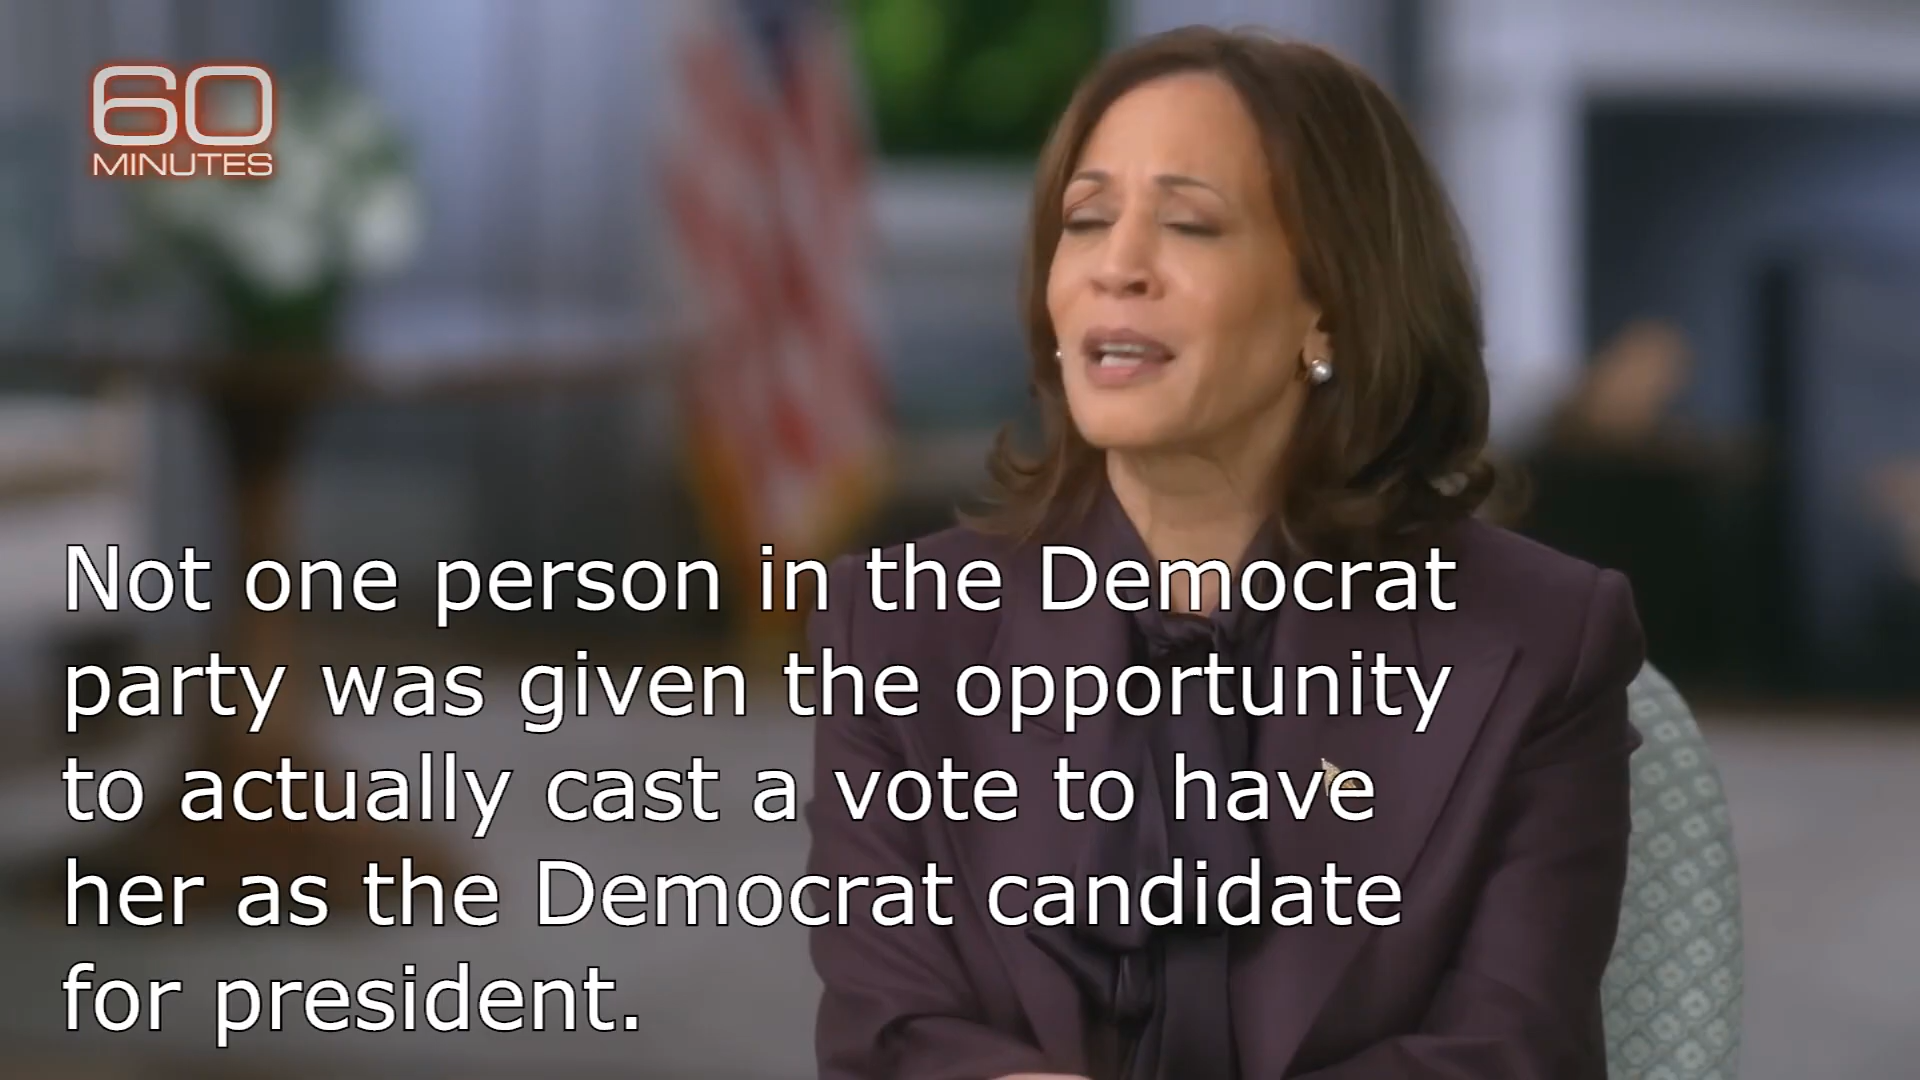 60
MINUTES
Not one person in the Democrat
party was given the opportunity
to actually cast a vote to have
her as the Democrat candidate
for president.